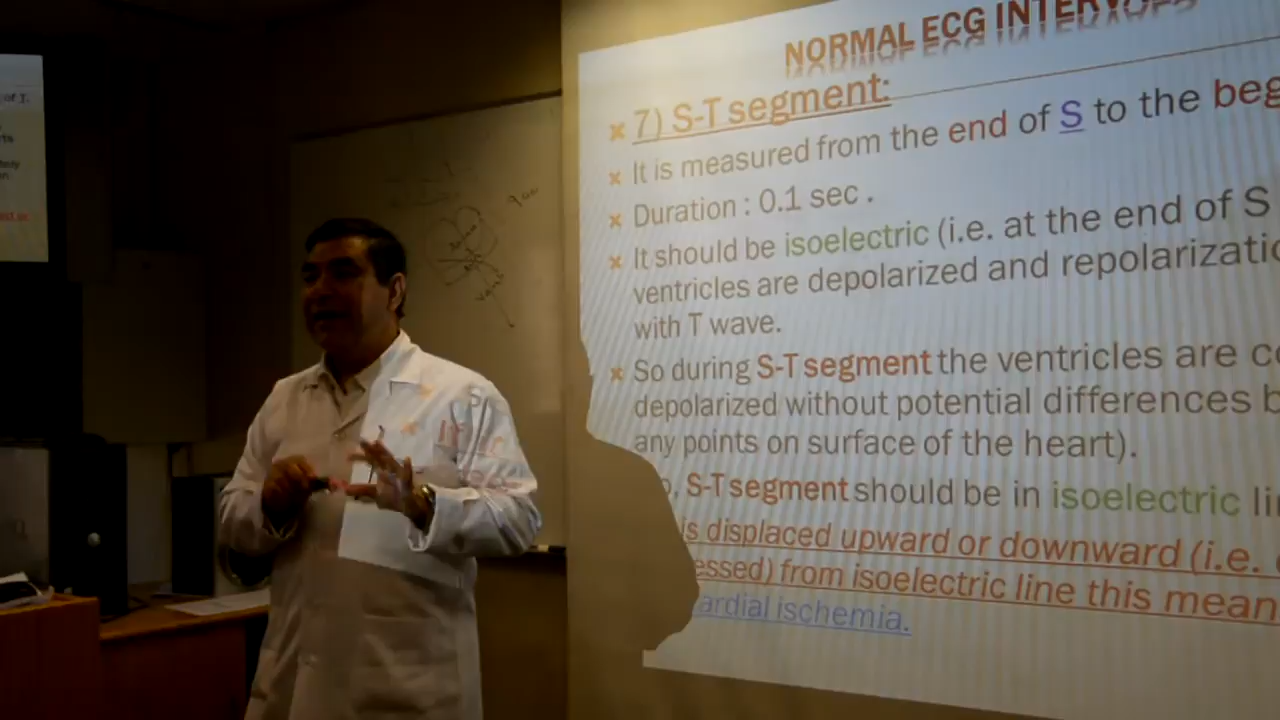 of T.
NORMAL ECG INTERVALS
7) S-T segment:
It is measured from the end of S to the beg
Duration : 0.1 sec .
It should be isoelectric (i.e. at the end of S
ventricles are depolarized and repolarizatio
with T wave.
So during S-T segment the ventricles are co
depolarized without potential differences b
any points on surface of the heart).
, S-T segment should be in isoelectric li
is displaced upward or downward (i.e.
essed) from isoelectric line this mean
ardial ischemia.